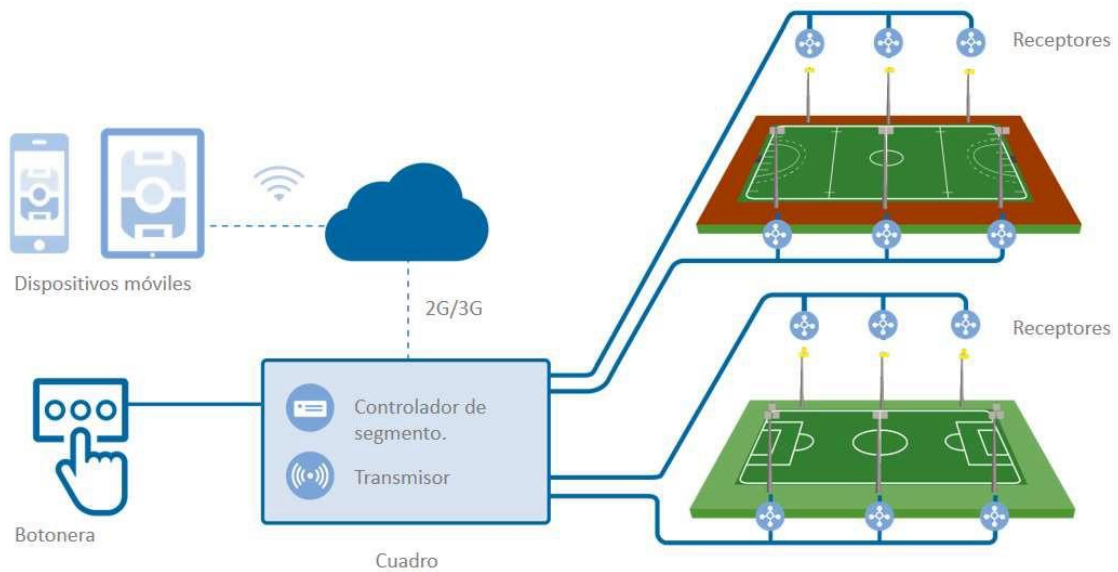 Receptores
Dispositivos móviles
2G/3G
Receptores
Controlador de
segmento.
Transmisor
Botonera
Cuadro